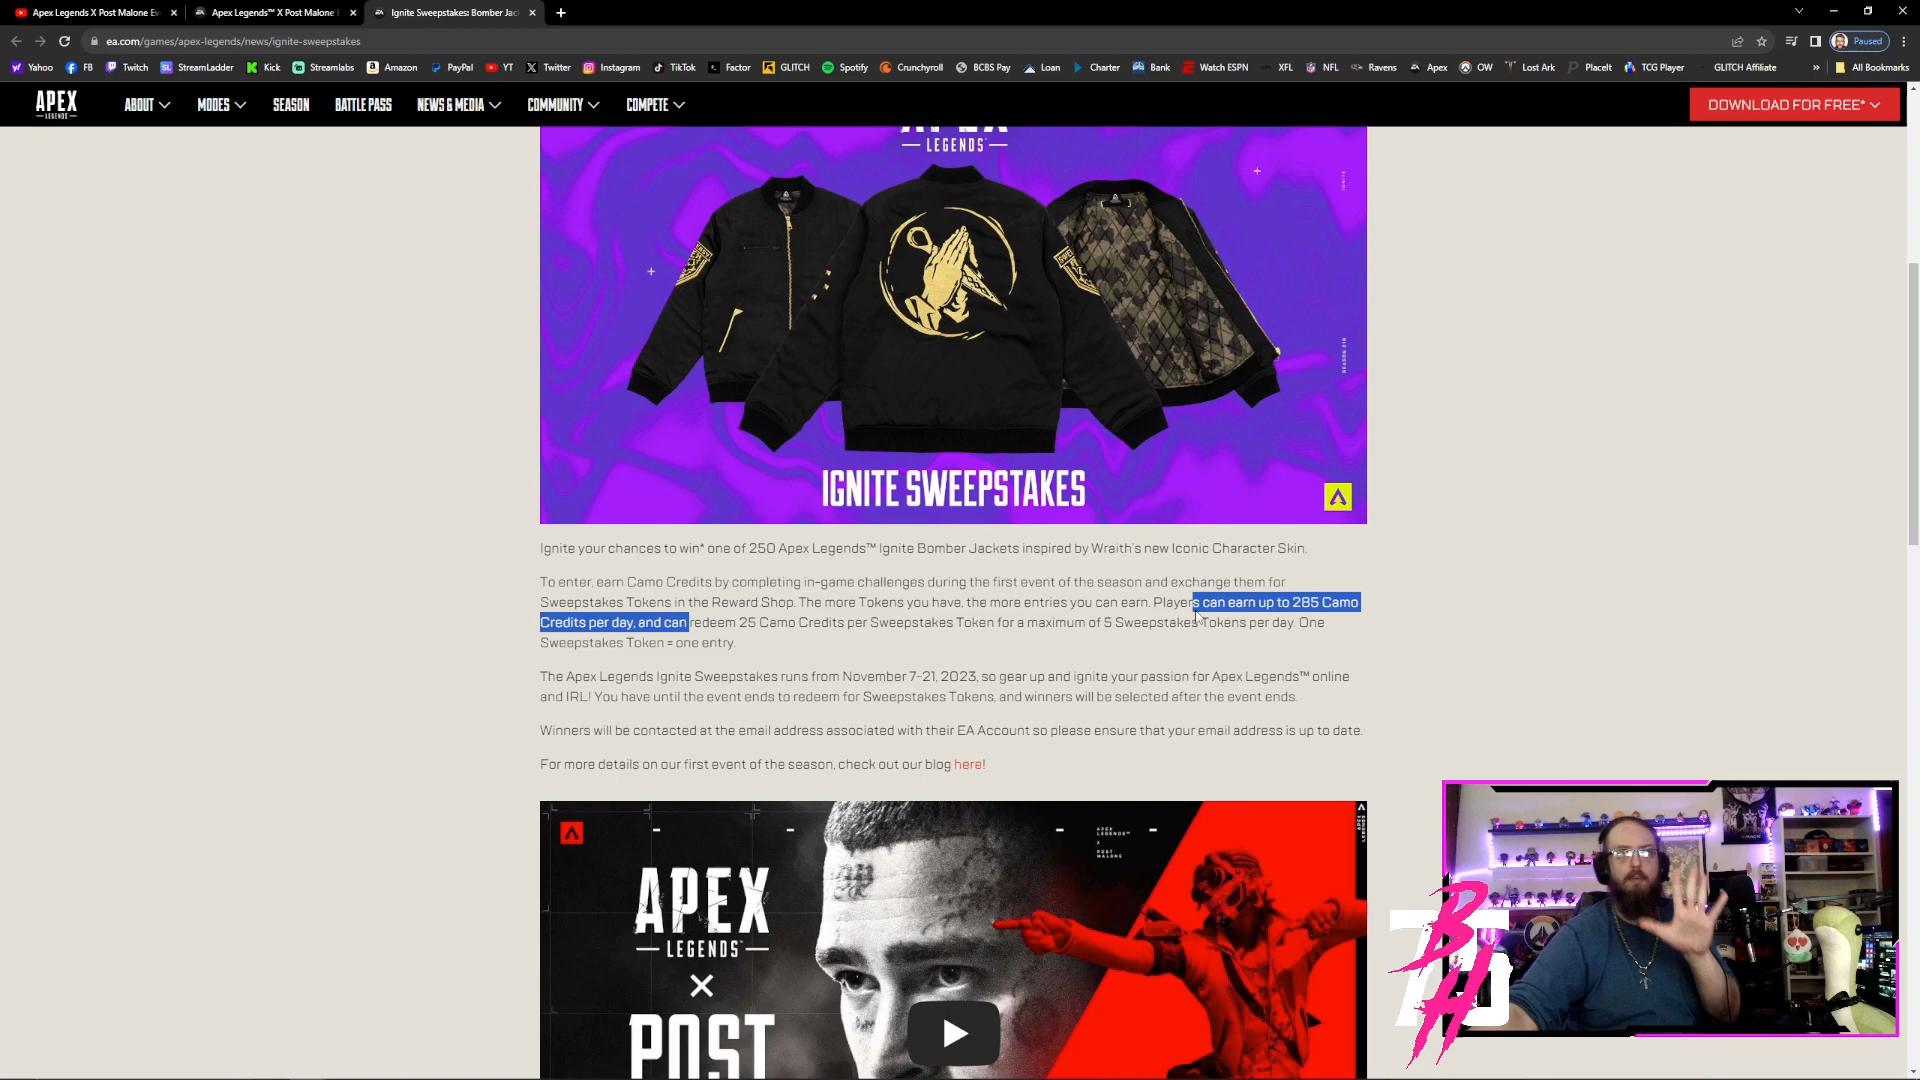 Apex Legends X Post Malone Ev
Apex Legends™ X Post Malone E
Ignite Sweepstakes: Bomber Jac
ea.com/games/apex-legends/news/ignite-sweepstakes
Paused
Yahoo FB Twitch StreamLadder Kick Streamlabs Amazon PayPal YT Twitter Instagram TikTok Factor GLITCH Spotify Crunchyroll BCBS Pay Loan Charter Bank Watch ESPN XFL NFL Ravens Apex OW Lost Ark PlaceIt TCG Player GLITCH Affiliate » All Bookmarks
APEX
LEGENDS
ABOUT MODES SEASON BATTLE PASS NEWS & MEDIA COMMUNITY COMPETE
DOWNLOAD FOR FREE*
APEX
LEGENDS
IGNITE
SEASON 019
IGNITE SWEEPSTAKES
Ignite your chances to win* one of 250 Apex Legends™ Ignite Bomber Jackets inspired by Wraith's new Iconic Character Skin.
To enter, earn Camo Credits by completing in-game challenges during the first event of the season and exchange them for
Sweepstakes Tokens in the Reward Shop. The more Tokens you have, the more entries you can earn. Players can earn up to 285 Camo
Credits per day, and can redeem 25 Camo Credits per Sweepstakes Token for a maximum of 5 Sweepstakes Tokens per day. One
Sweepstakes Token = one entry.
The Apex Legends Ignite Sweepstakes runs from November 7-21, 2023, so gear up and ignite your passion for Apex Legends™ online
and IRL! You have until the event ends to redeem for Sweepstakes Tokens, and winners will be selected after the event ends.
Winners will be contacted at the email address associated with their EA Account so please ensure that your email address is up to date.
For more details on our first event of the season, check out our blog here!
APEX
LEGENDS™
X
POST
MALONE
APEX
LEGENDS
APEX
LEGENDS™
×
POST
BH
75